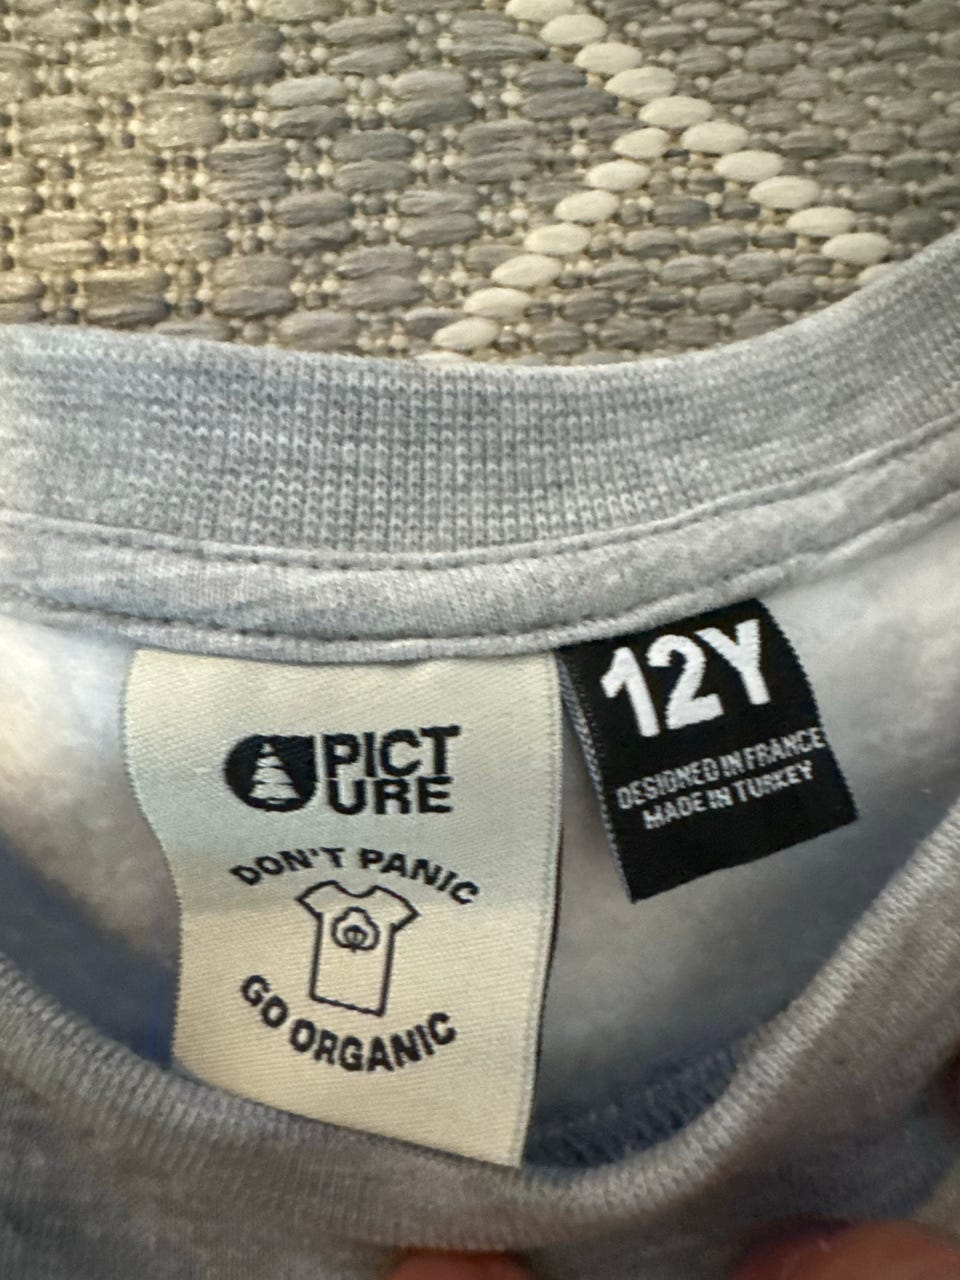 PICT
URE
DON'T PANIC
GO ORGANIC
12Y
DESIGNED IN FRANCE
MADE IN TURKEY